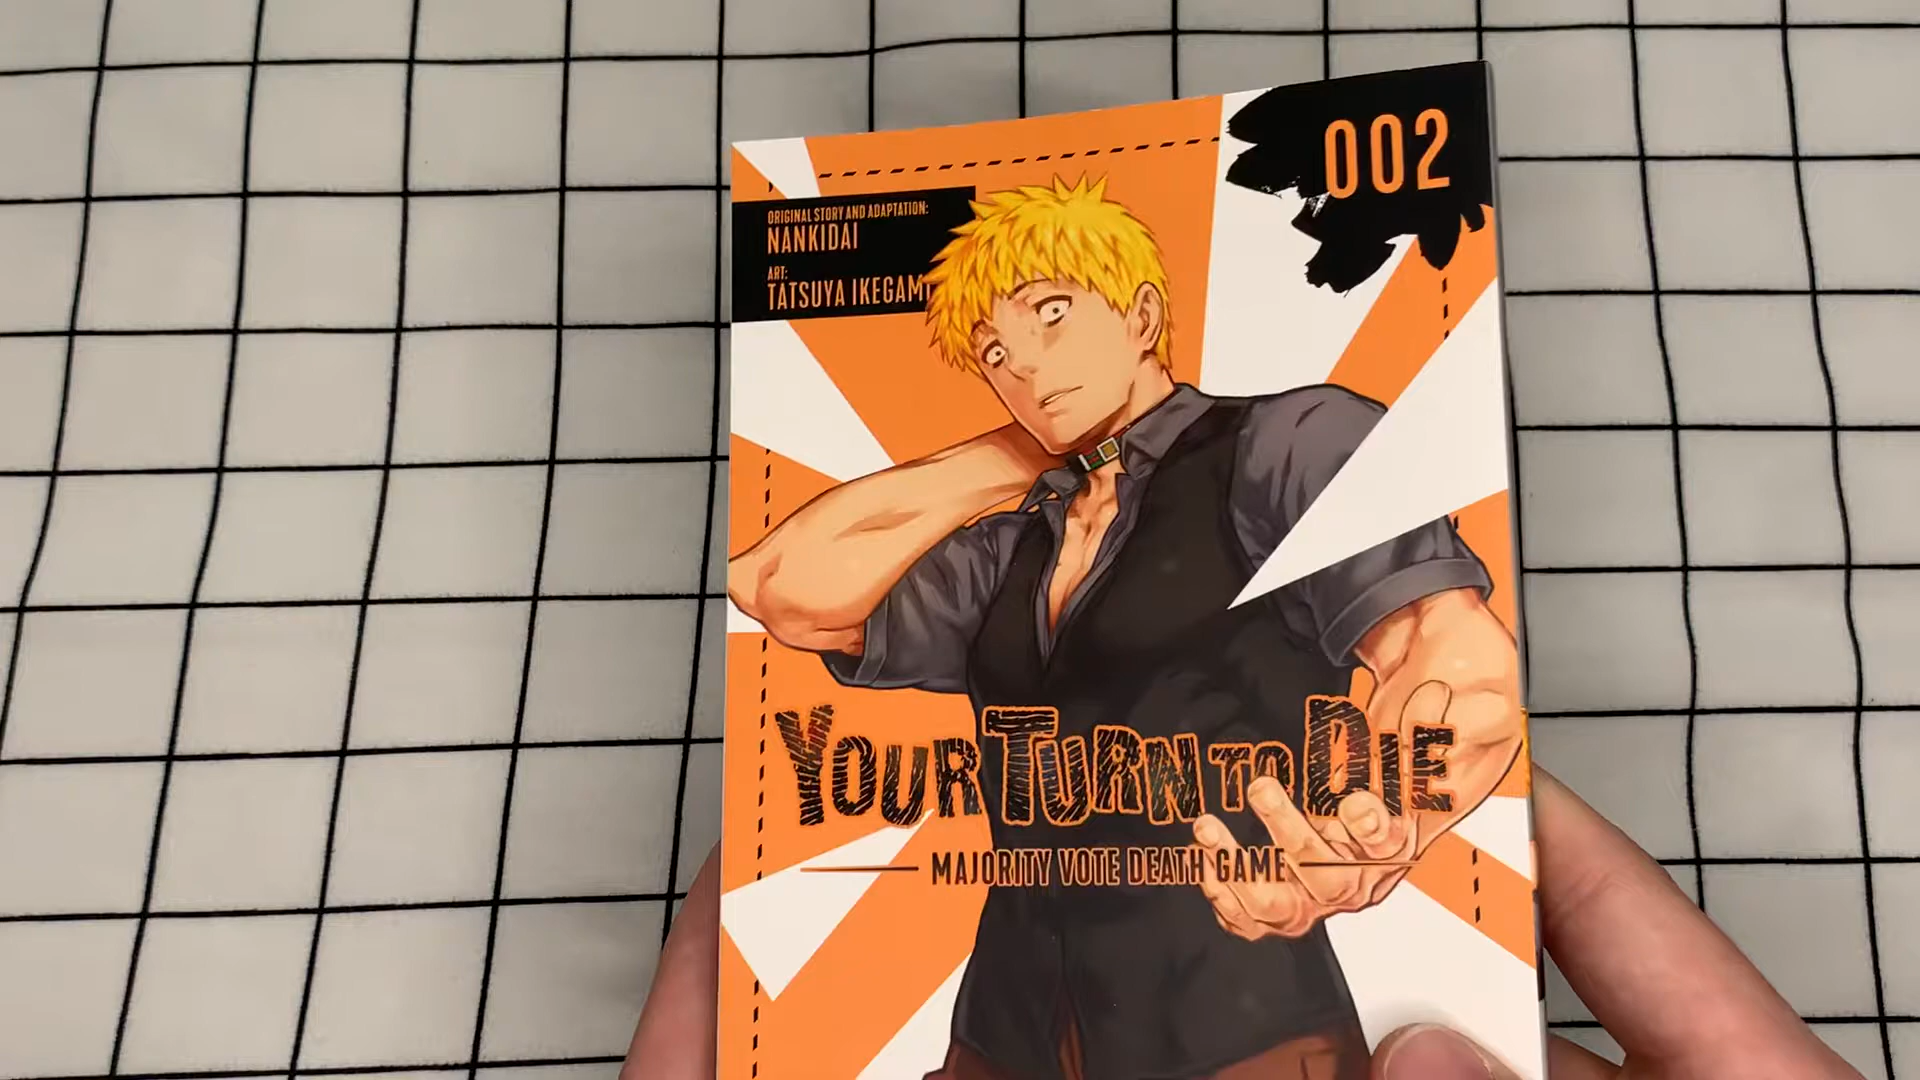 002
ORIGINAL STORY AND ADAPTATION:
NANKIDAI
ART:
TATSUYA IKEGAMI
YOUR TURN TO DIE
MAJORITY VOTE DEATH GAME